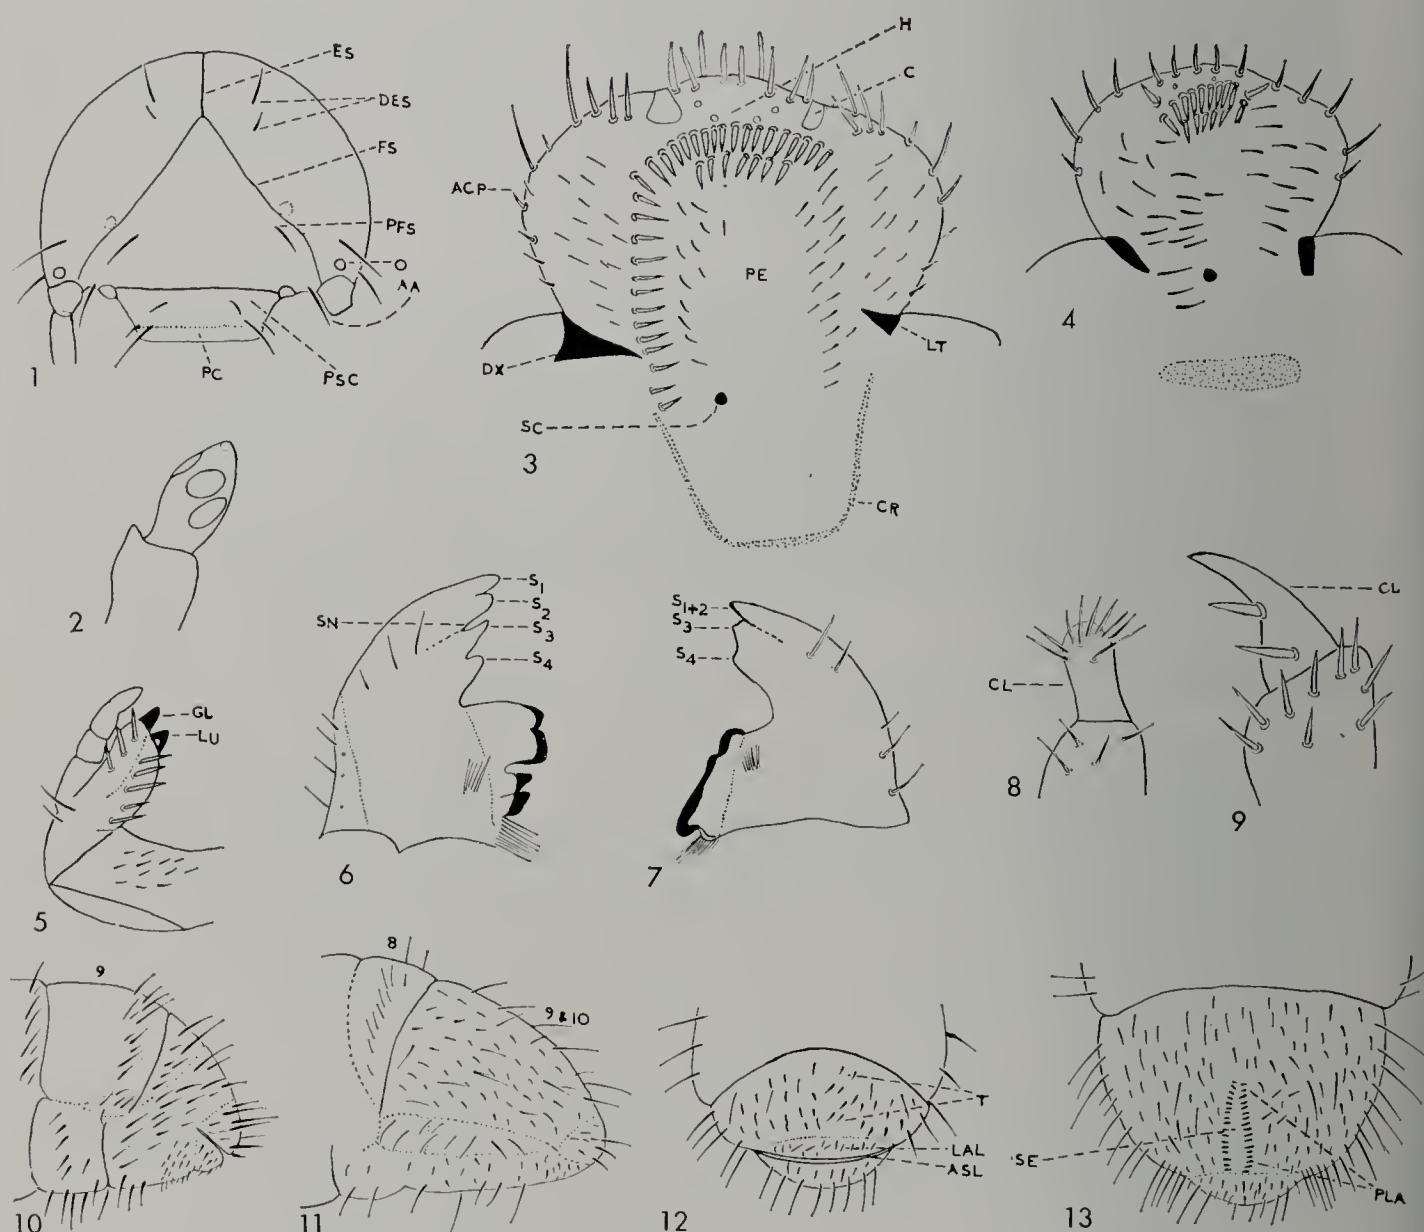 ES
DES
FS
PFS
O
AA
PC
PSC
1
H
C
ACP
PE
DX
LT
SC
CR
3
4
2
GL
LU
5
SN
S1
S2
S3
S4
6
S1+2
S3
S4
7
CL
8
CL
9
9
10
8
9 & 10
11
T
LAL
ASL
12
SE
PLA
13